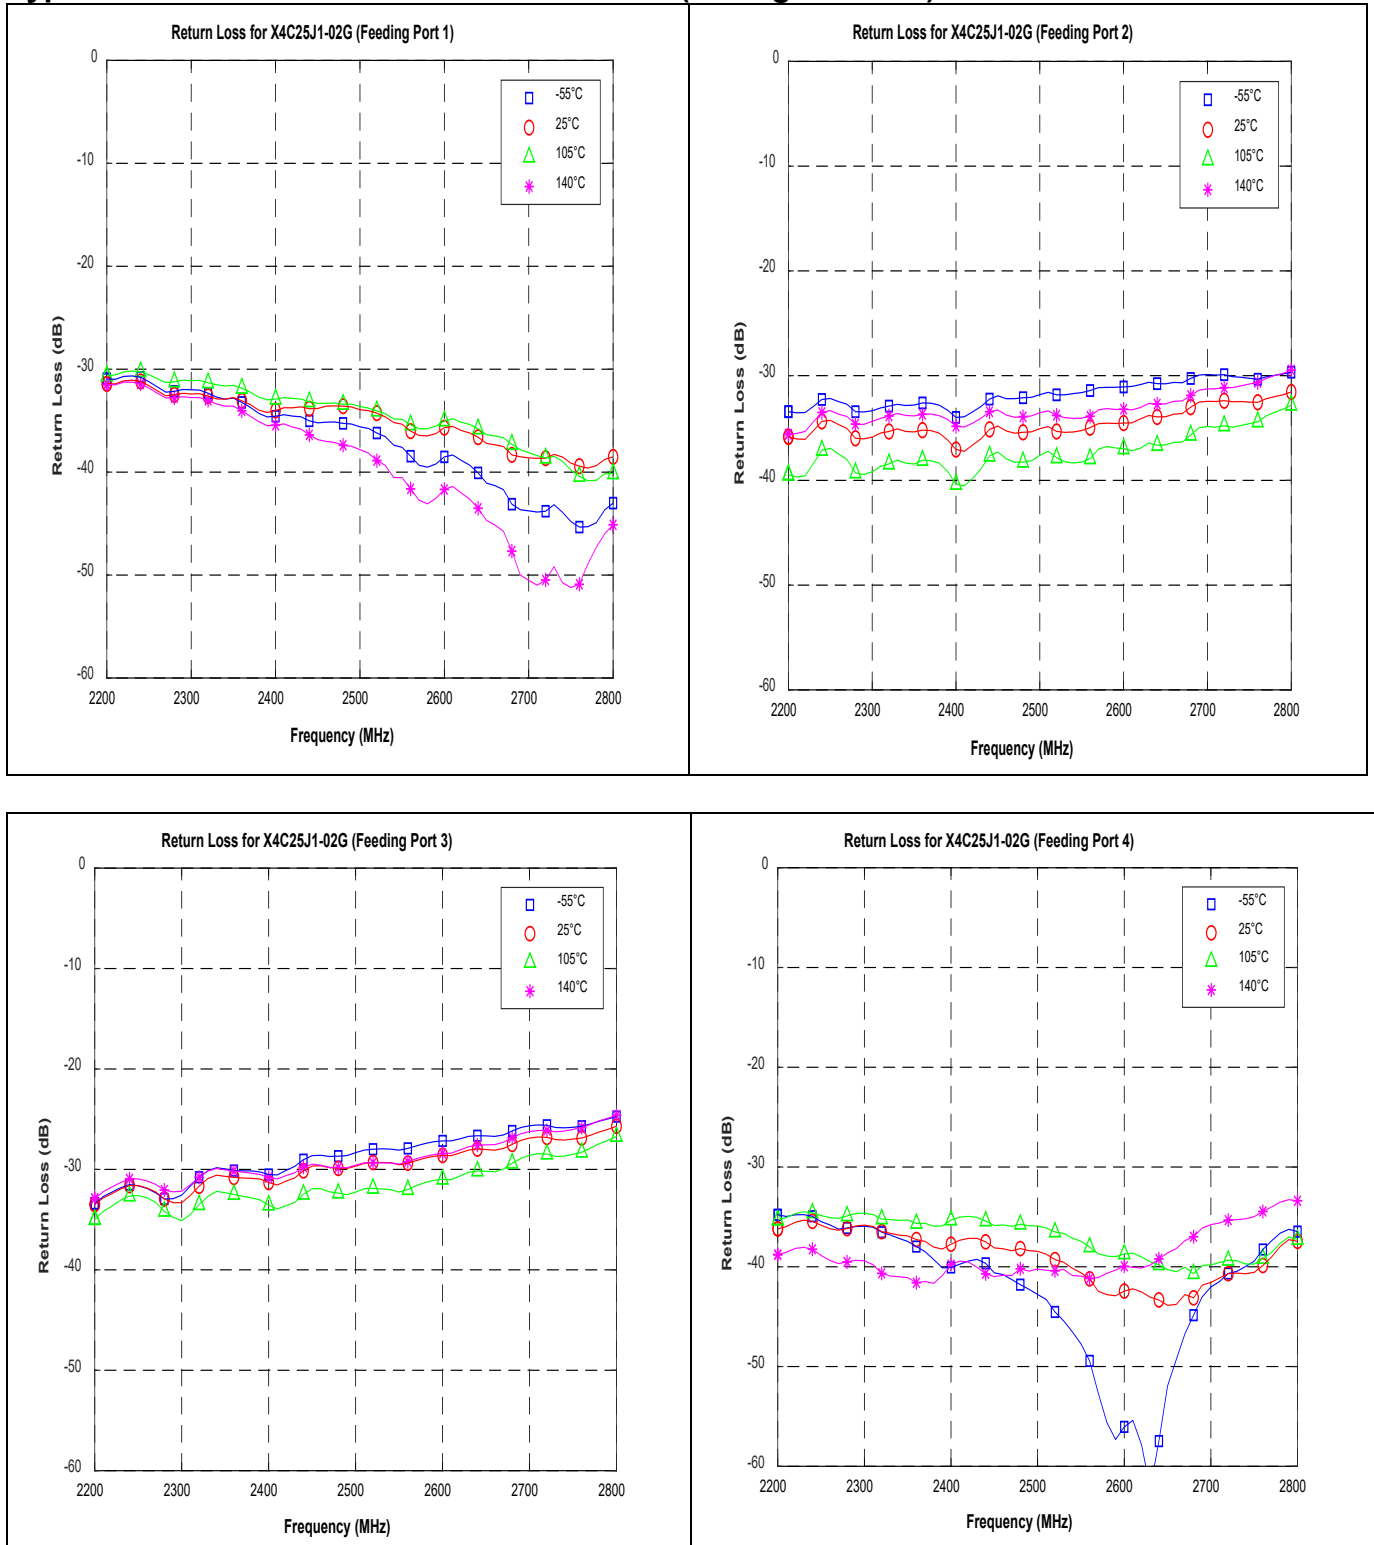 Return Loss for X4C25J1-02G (Feeding Port 1)
0
-10
-20
-30
-40
-50
-60
2200 2300 2400 2500 2600 2700 2800
Return Loss (dB)
Frequency (MHz)
-55°C
25°C
105°C
140°C
Return Loss for X4C25J1-02G (Feeding Port 2)
0
-10
-20
-30
-40
-50
-60
2200 2300 2400 2500 2600 2700 2800
Return Loss (dB)
Frequency (MHz)
-55°C
25°C
105°C
140°C
Return Loss for X4C25J1-02G (Feeding Port 3)
0
-10
-20
-30
-40
-50
-60
2200 2300 2400 2500 2600 2700 2800
Return Loss (dB)
Frequency (MHz)
-55°C
25°C
105°C
140°C
Return Loss for X4C25J1-02G (Feeding Port 4)
0
-10
-20
-30
-40
-50
-60
2200 2300 2400 2500 2600 2700 2800
Return Loss (dB)
Frequency (MHz)
-55°C
25°C
105°C
140°C